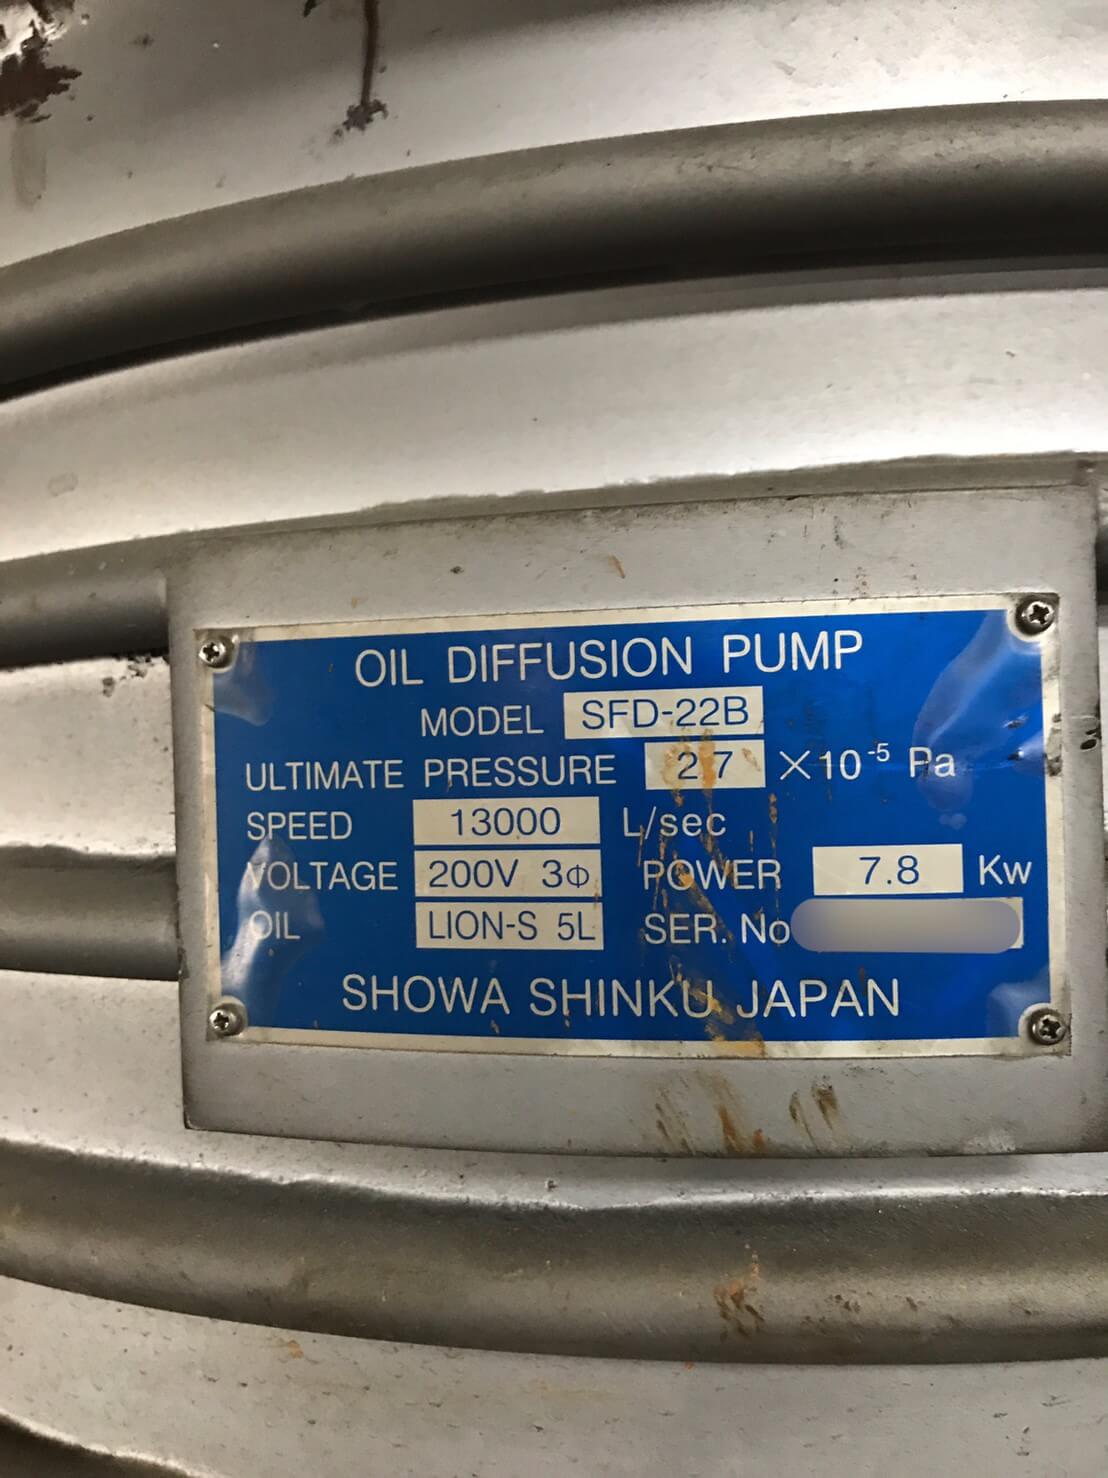 OIL DIFFUSION PUMP
MODEL SFD-22B
ULTIMATE PRESSURE 2.7 ×10⁻⁵ Pa
SPEED 13000 L/sec
VOLTAGE 200V 3Φ POWER 7.8 Kw
OIL LION-S 5L SER. No
SHOWA SHINKU JAPAN